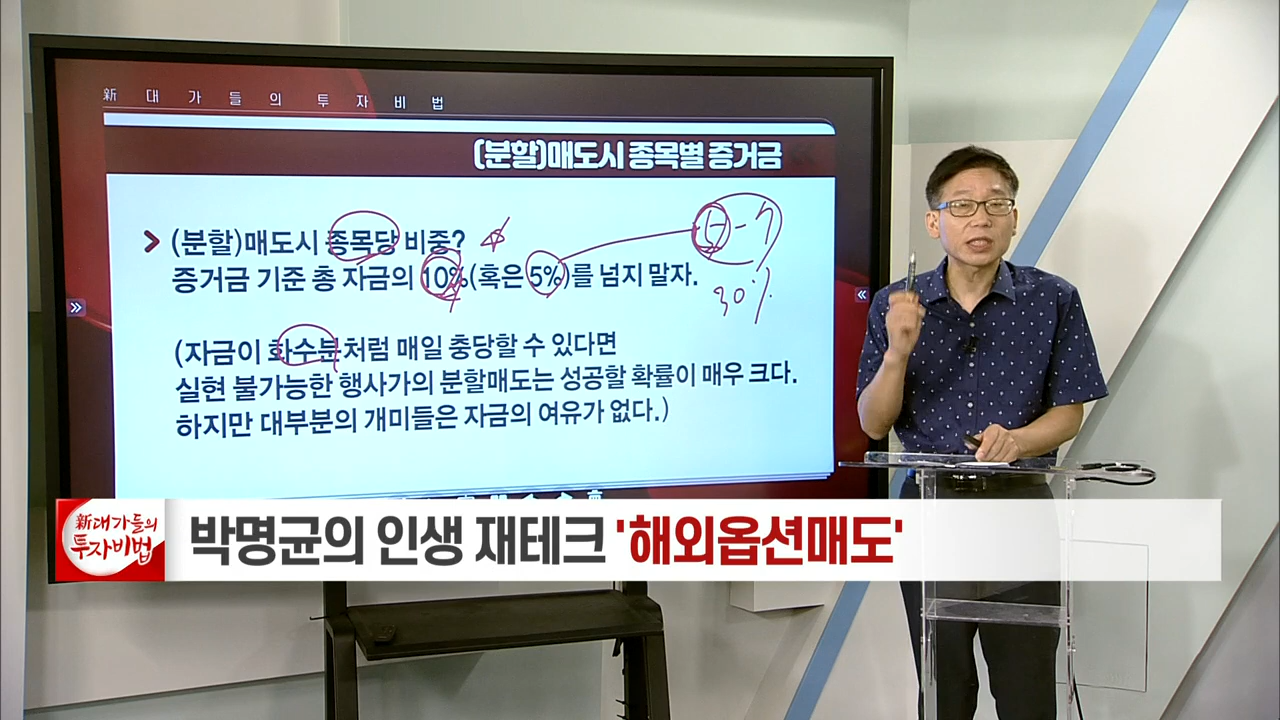 新 대 가 들 의 투 자 비 법
(분할)매도시 종목별 증거금
(분할)매도시 종목당 비중?
증거금 기준 총 자금의 10%(혹은 5%)를 넘지 말자.
30%
(자금이 화수분처럼 매일 충당할 수 있다면
실현 불가능한 행사가의 분할매도는 성공할 확률이 매우 크다.
하지만 대부분의 개미들은 자금의 여유가 없다.)
新대가들의
투자비법
박명균의 인생 재테크 '해외옵션매도'